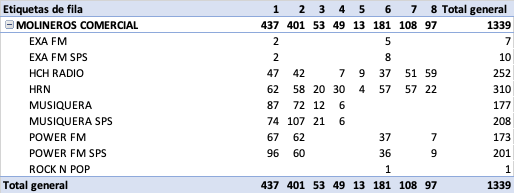 Etiquetas de fila 1 2 3 4 5 6 7 8 Total general
MOLINEROS COMERCIAL 437 401 53 49 13 181 108 97 1339
EXA FM 2 5 7
EXA FM SPS 2 8 10
HCH RADIO 47 42 7 9 37 51 59 252
HRN 62 58 20 30 4 57 57 22 310
MUSIQUERA 87 72 12 6 177
MUSIQUERA SPS 74 107 21 6 208
POWER FM 67 62 37 7 173
POWER FM SPS 96 60 36 9 201
ROCK N POP 1 1
Total general 437 401 53 49 13 181 108 97 1339